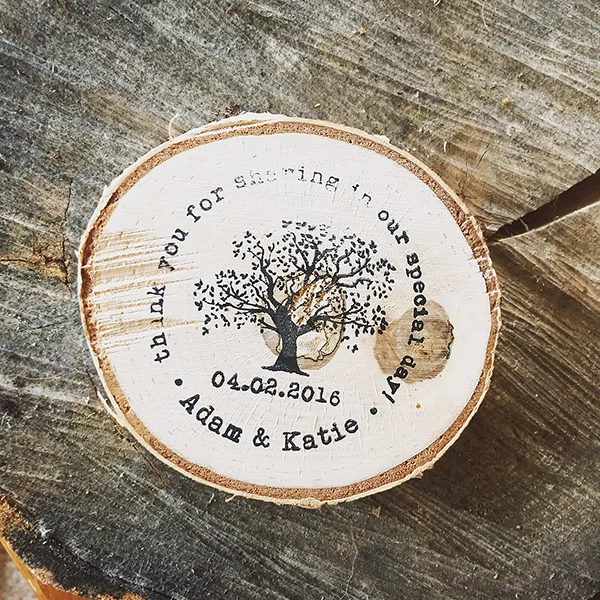 thank you for sharing in our special day!
04.02.2016
• Adam & Katie •